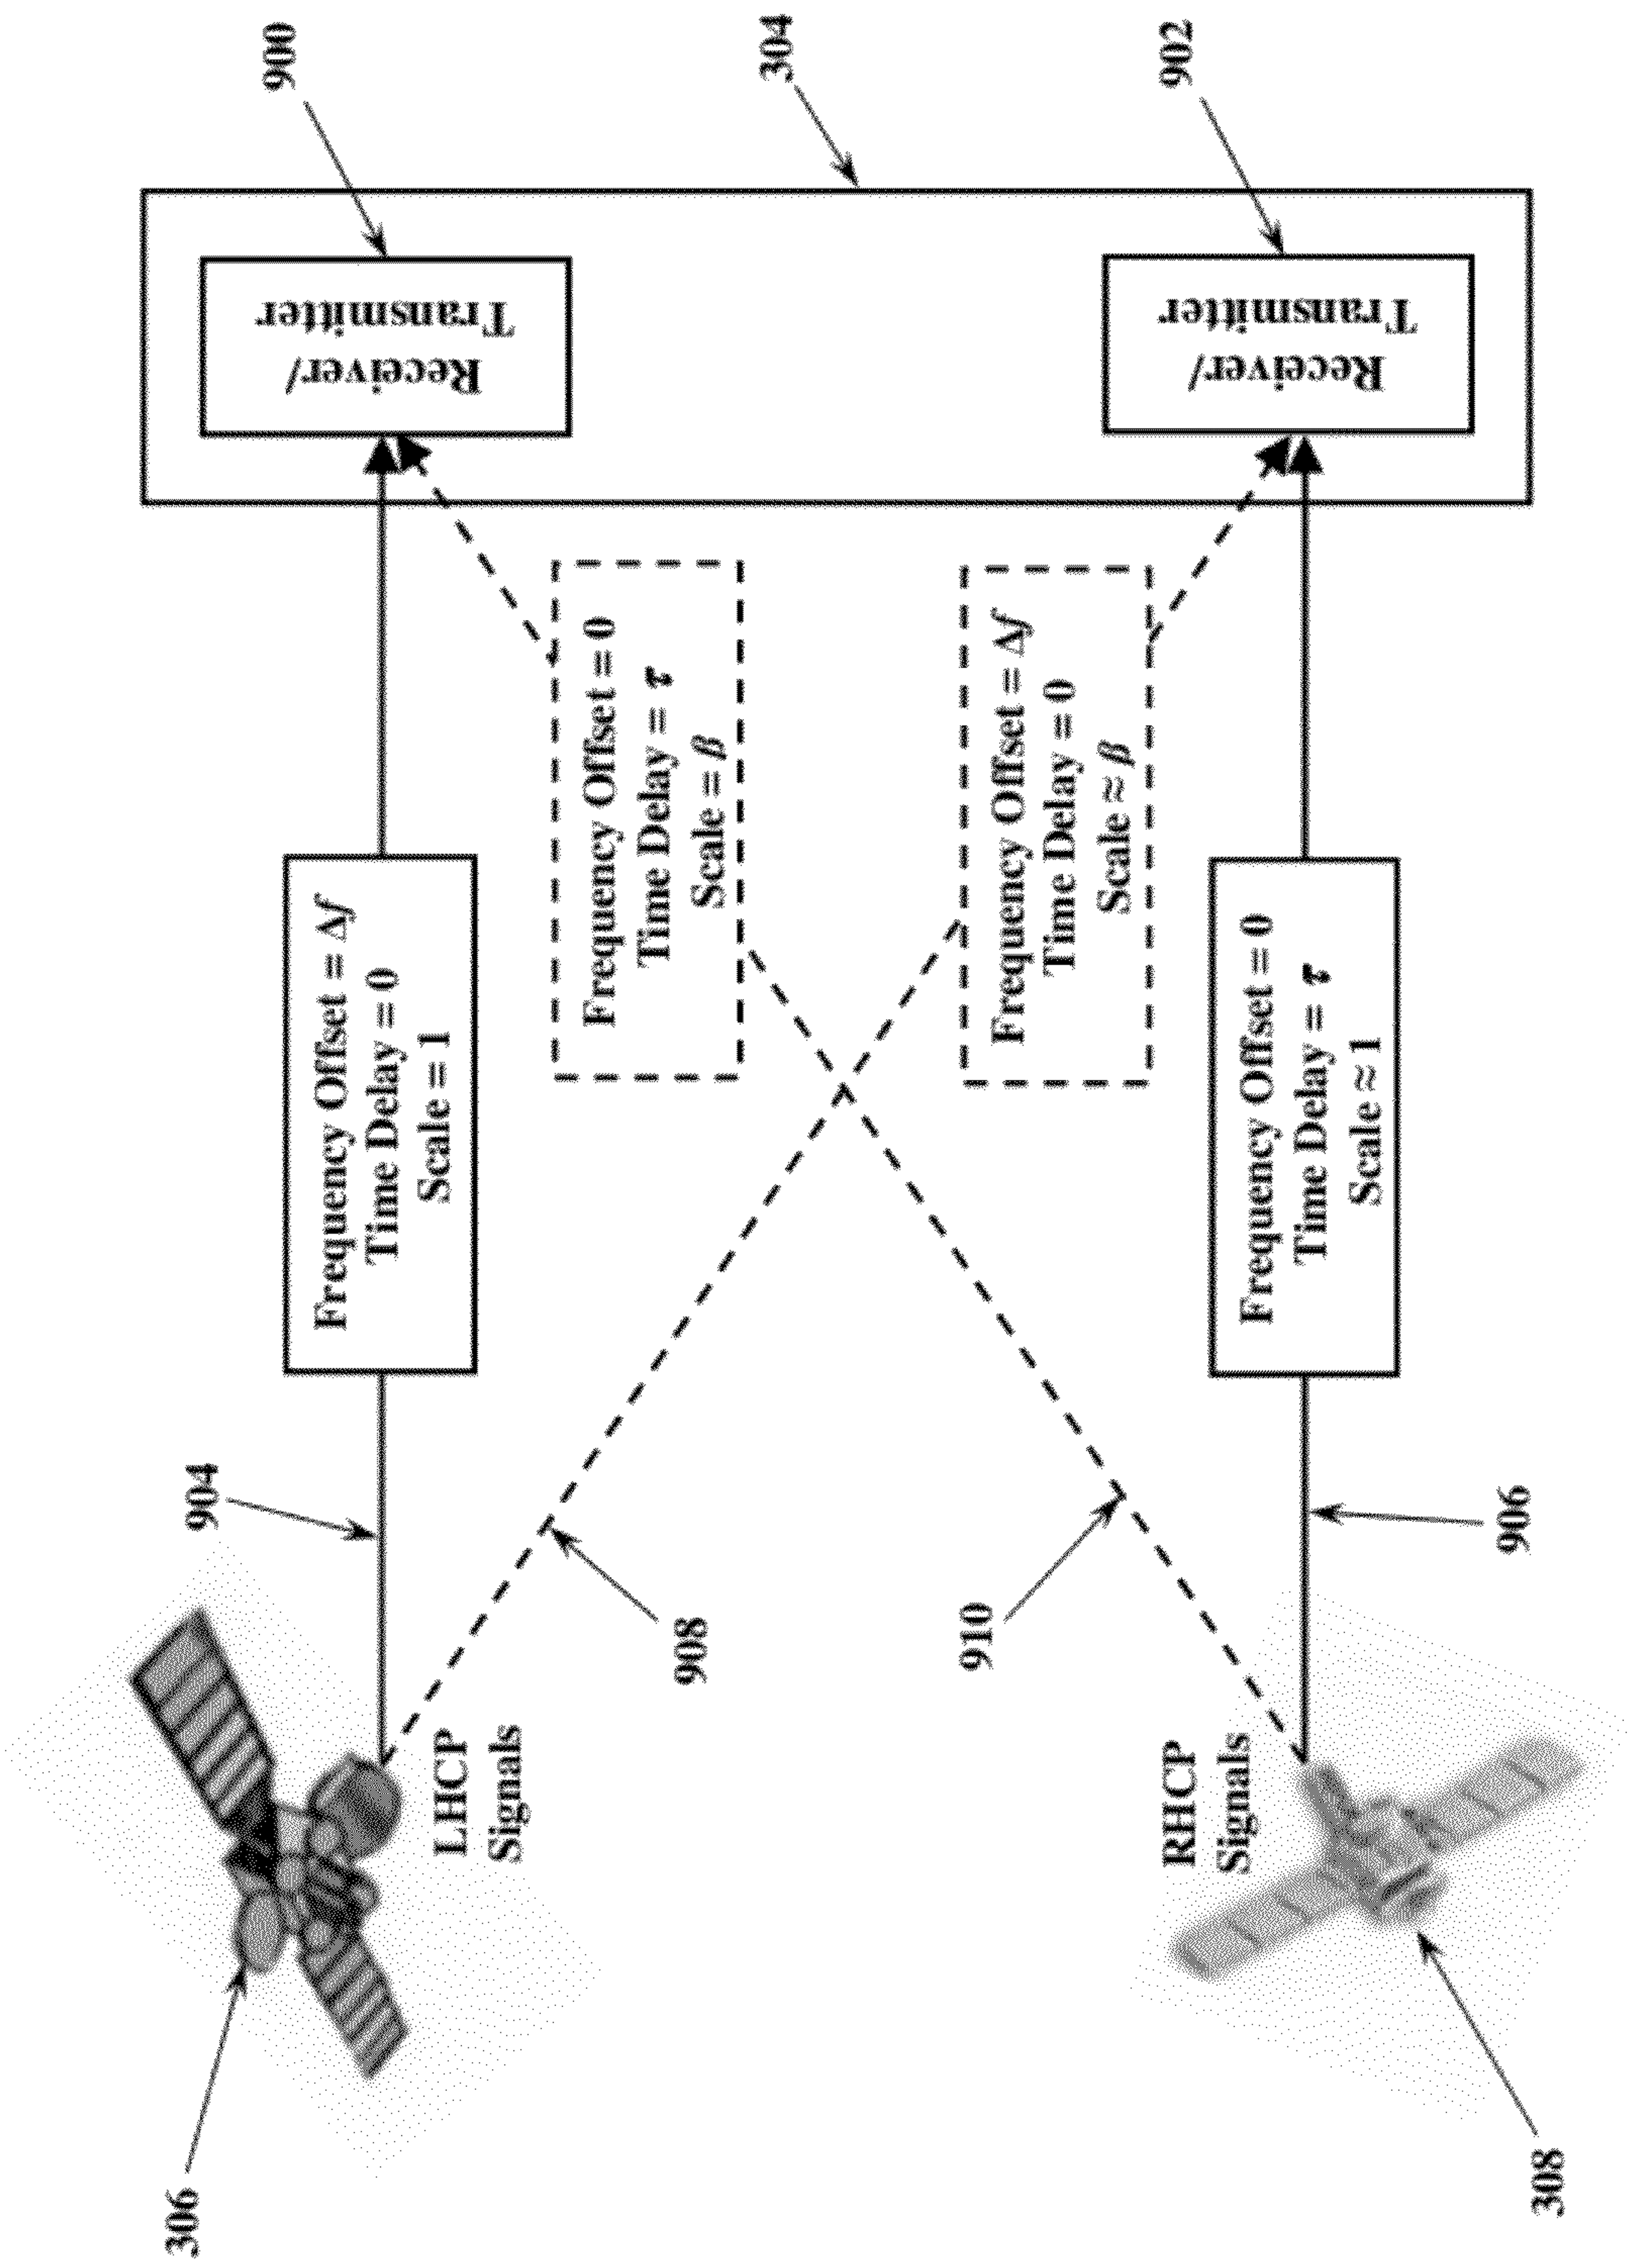 306
LHCP
Signals
904
908
Frequency Offset = Δf
Time Delay = 0
Scale = 1
Frequency Offset = 0
Time Delay = τ
Scale = β
Receiver/
Transmitter
900
304
308
RHCP
Signals
910
906
Frequency Offset = Δf
Time Delay = 0
Scale ≈ β
Frequency Offset = 0
Time Delay = τ
Scale ≈ 1
Receiver/
Transmitter
902